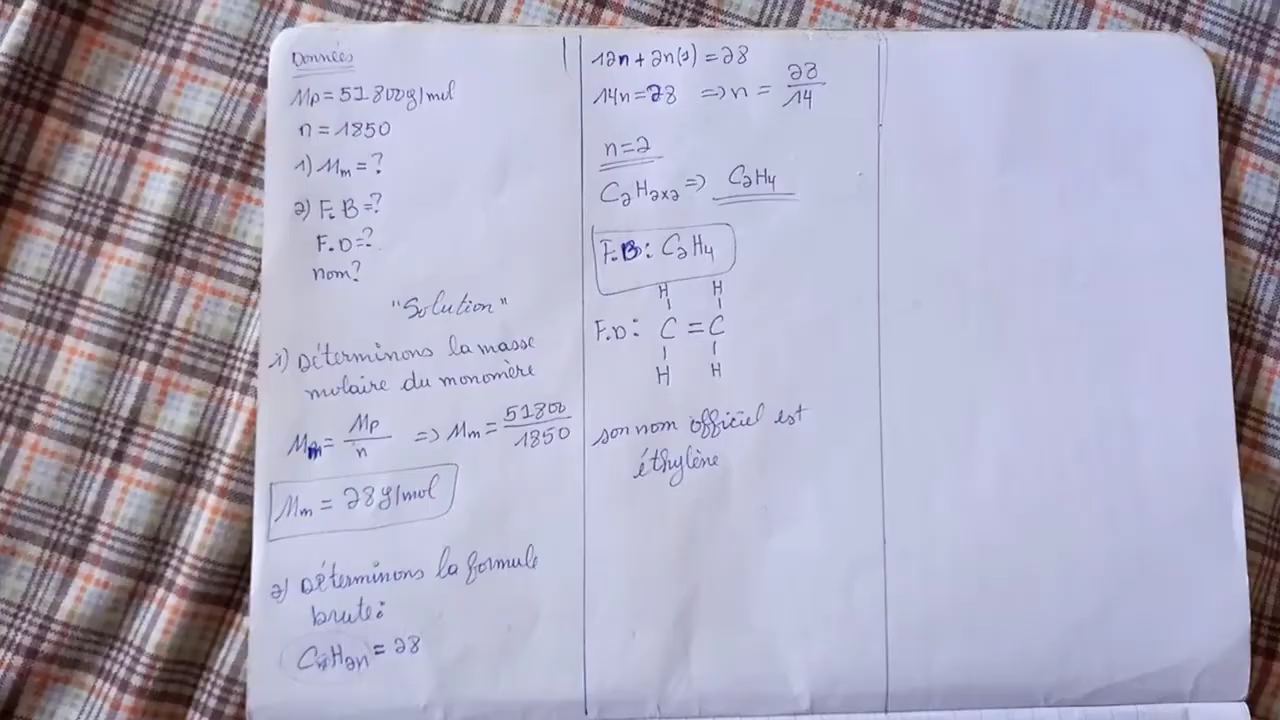 Données
Mp = 51800g/mol
n = 1850
1) Mm = ?
2) F.B = ?
F.D = ?
nom?
"Solution"
1) Déterminons la masse
molaire du monomère
Mm = Mp/n => Mm = 51800/1850
Mm = 28g/mol
2) Déterminons la formule
brute:
CnH2n = 28
12n + 2n(1) = 28
14n = 28 => n = 28/14
n = 2
C2H2x2 => C2H4
F.B: C2H4
H H
F.D: C = C
H H
son nom officiel est
éthylène